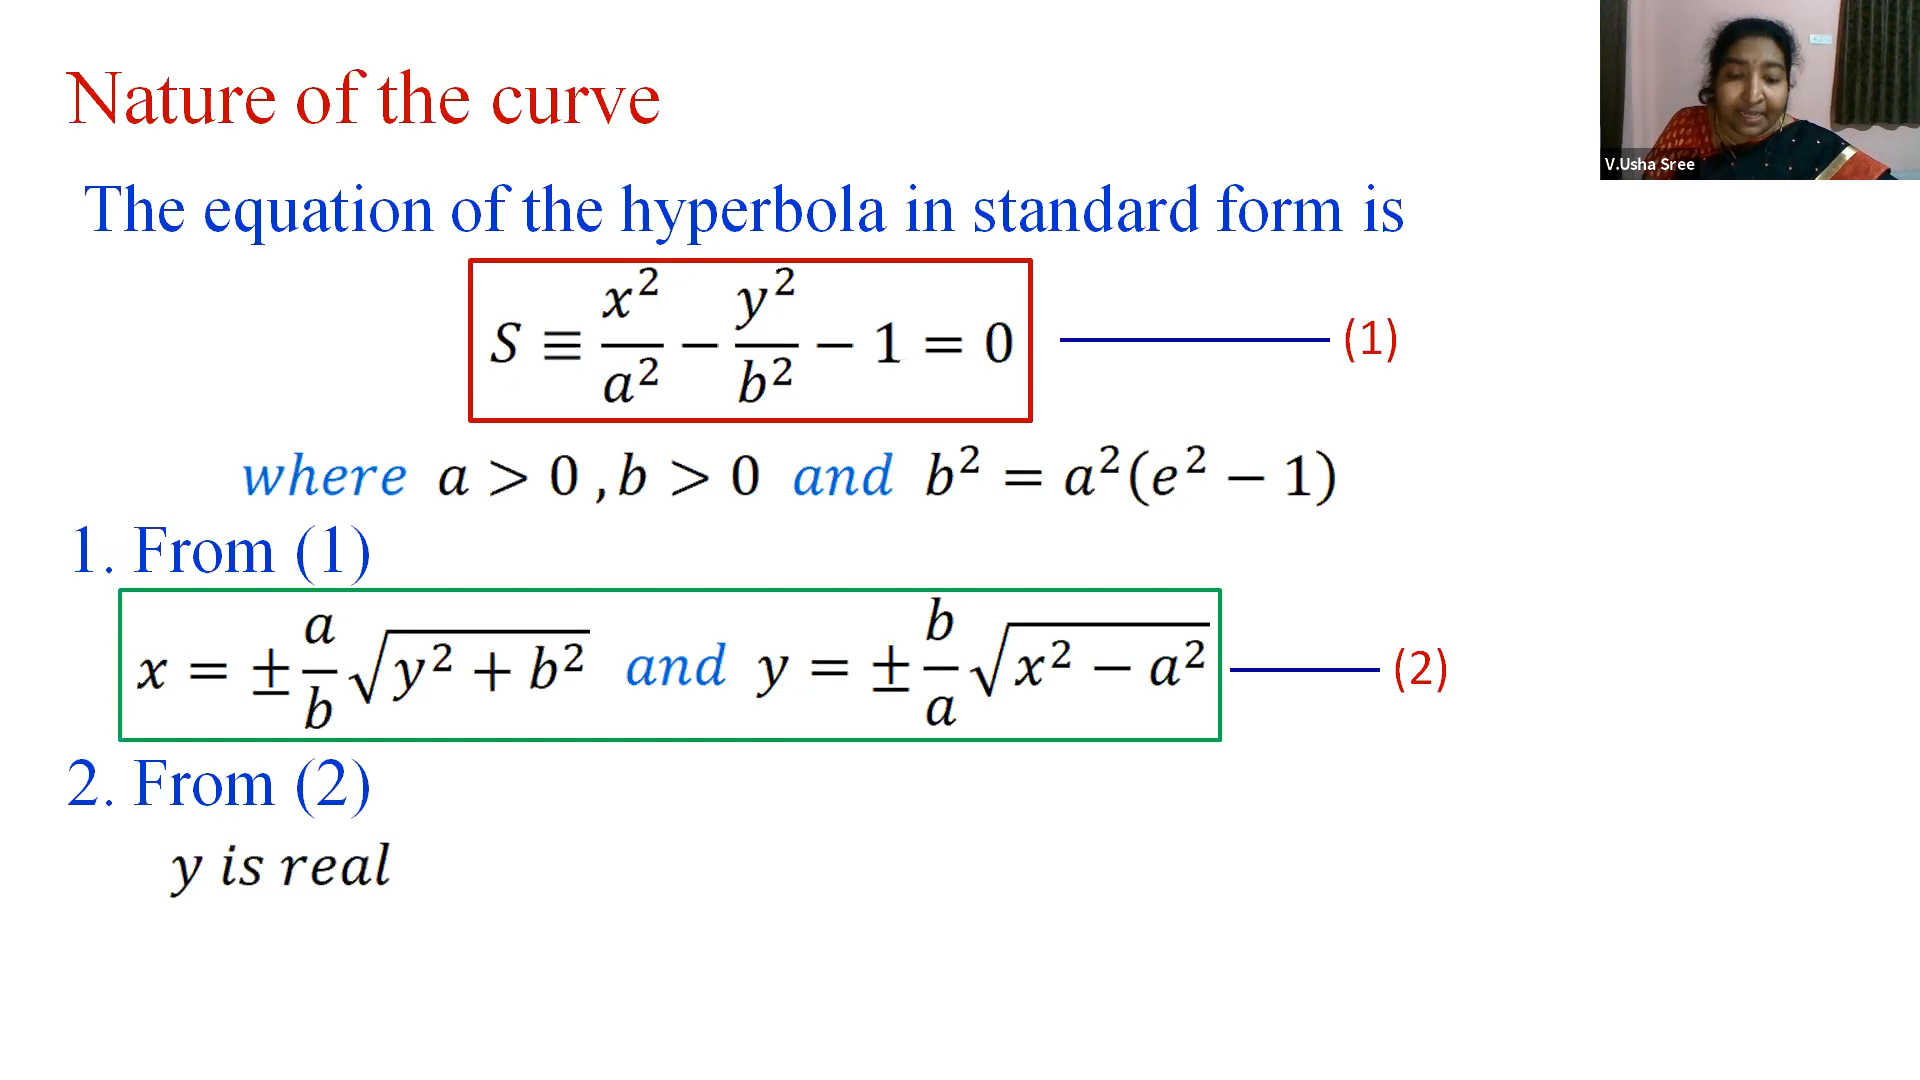 Nature of the curve
V.Usha Sree
The equation of the hyperbola in standard form is
S ≡ x²/a² − y²/b² − 1 = 0 (1)
where a > 0 , b > 0 and b² = a²(e² − 1)
1. From (1)
x = ± a/b √(y² + b²) and y = ± b/a √(x² − a²) (2)
2. From (2)
y is real